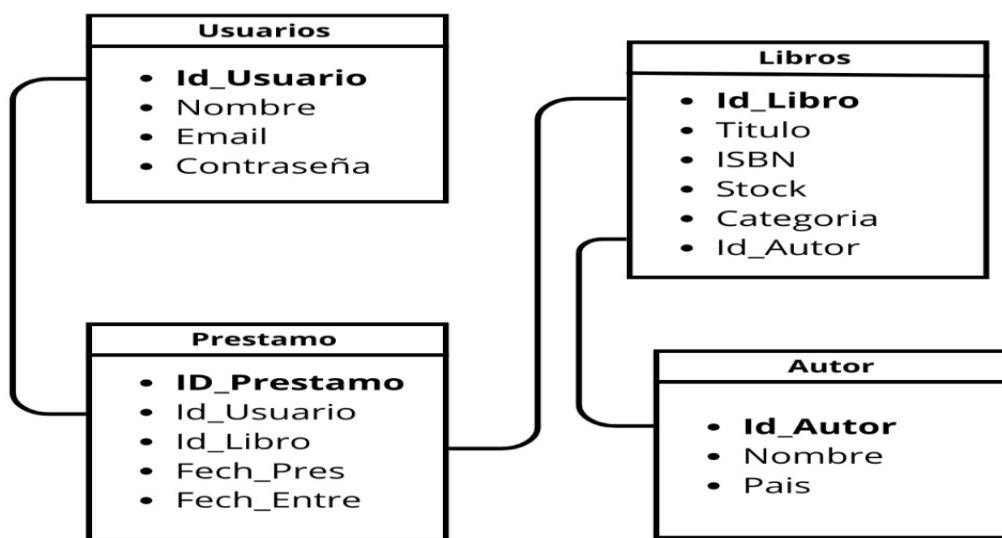 Usuarios
Id_Usuario
Nombre
Email
Contraseña
Libros
Id_Libro
Titulo
ISBN
Stock
Categoria
Id_Autor
Prestamo
ID_Prestamo
Id_Usuario
Id_Libro
Fech_Pres
Fech_Entre
Autor
Id_Autor
Nombre
Pais